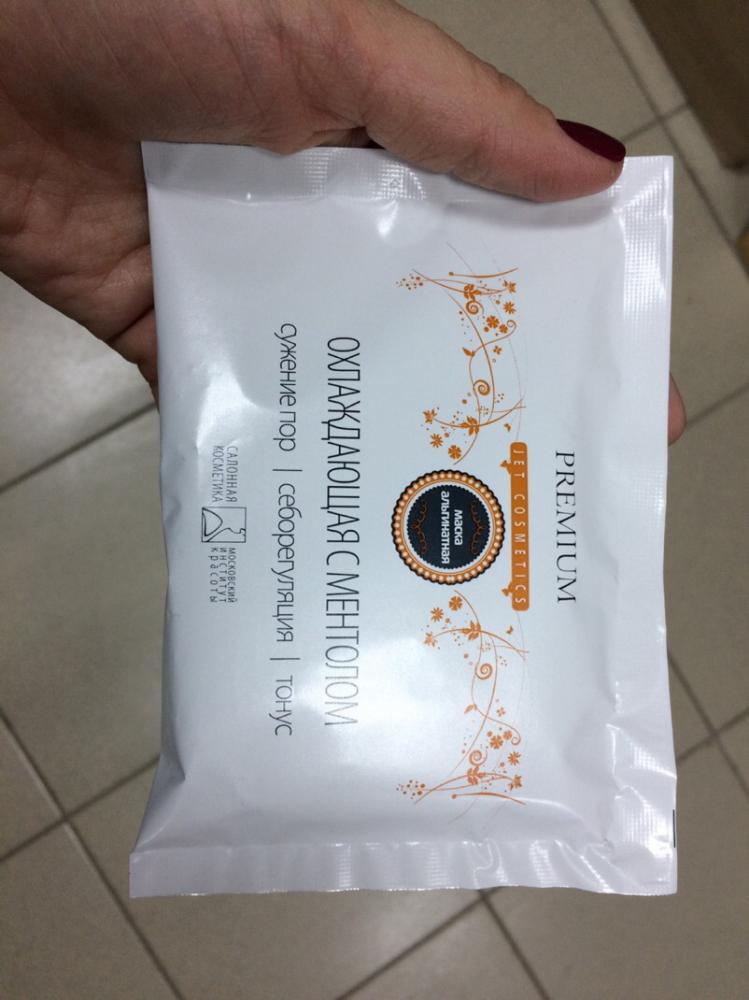 PREMIUM
JET COSMETICS
маска
альгинатная
ОХЛАЖДАЮЩАЯ С МЕНТОЛОМ
сужение пор | себорегуляция | тонус
САЛОННАЯ
КОСМЕТИКА
МОСКОВСКИЙ
ИНСТИТУТ
красоты